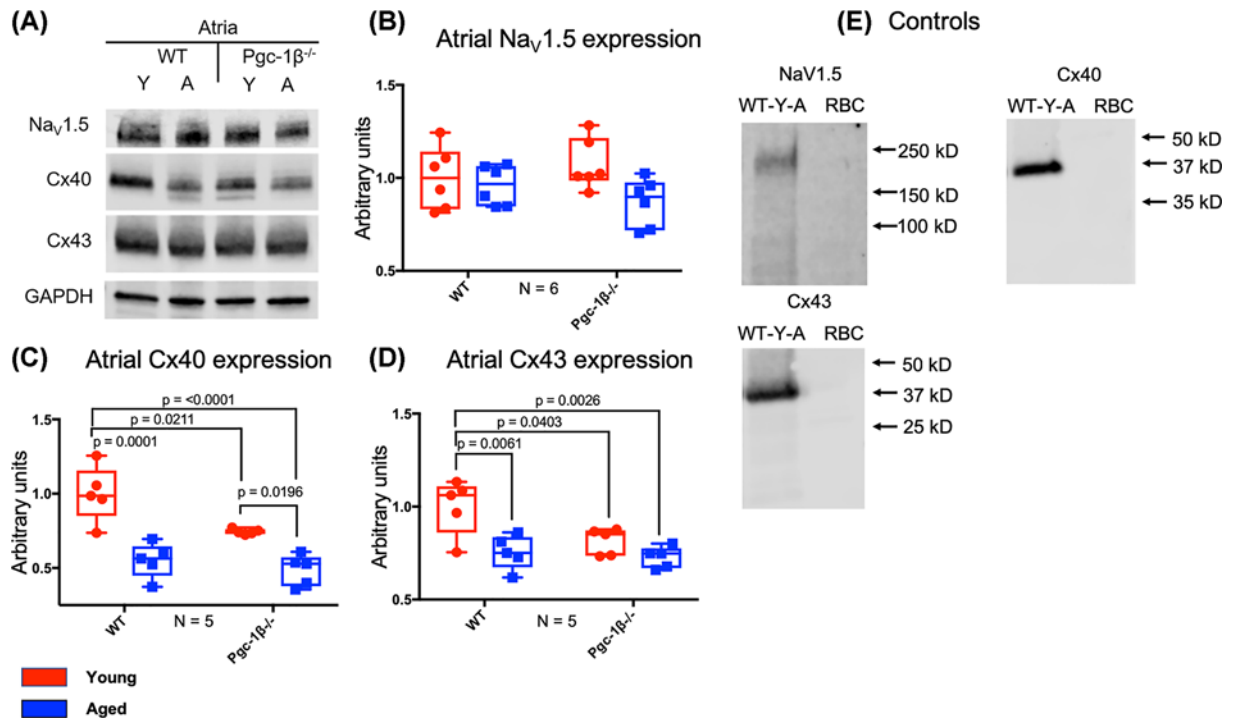 (A)
Atria
WT Pgc-1β-/-
Y A Y A
NaV1.5
Cx40
Cx43
GAPDH
(B)
Atrial NaV1.5 expression
Arbitrary units
1.5
1.0
0.5
WT
N = 6
Pgc-1β-/-
(E) Controls
NaV1.5
WT-Y-A RBC
250 kD
150 kD
100 kD
Cx40
WT-Y-A RBC
50 kD
37 kD
35 kD
Cx43
WT-Y-A RBC
50 kD
37 kD
25 kD
(C)
Atrial Cx40 expression
Arbitrary units
1.5
1.0
0.5
p = <0.0001
p = 0.0211
p = 0.0001
p = 0.0196
WT
N = 5
Pgc-1β-/-
(D)
Atrial Cx43 expression
Arbitrary units
1.5
1.0
0.5
p = 0.0026
p = 0.0403
p = 0.0061
WT
N = 5
Pgc-1β-/-
Young
Aged